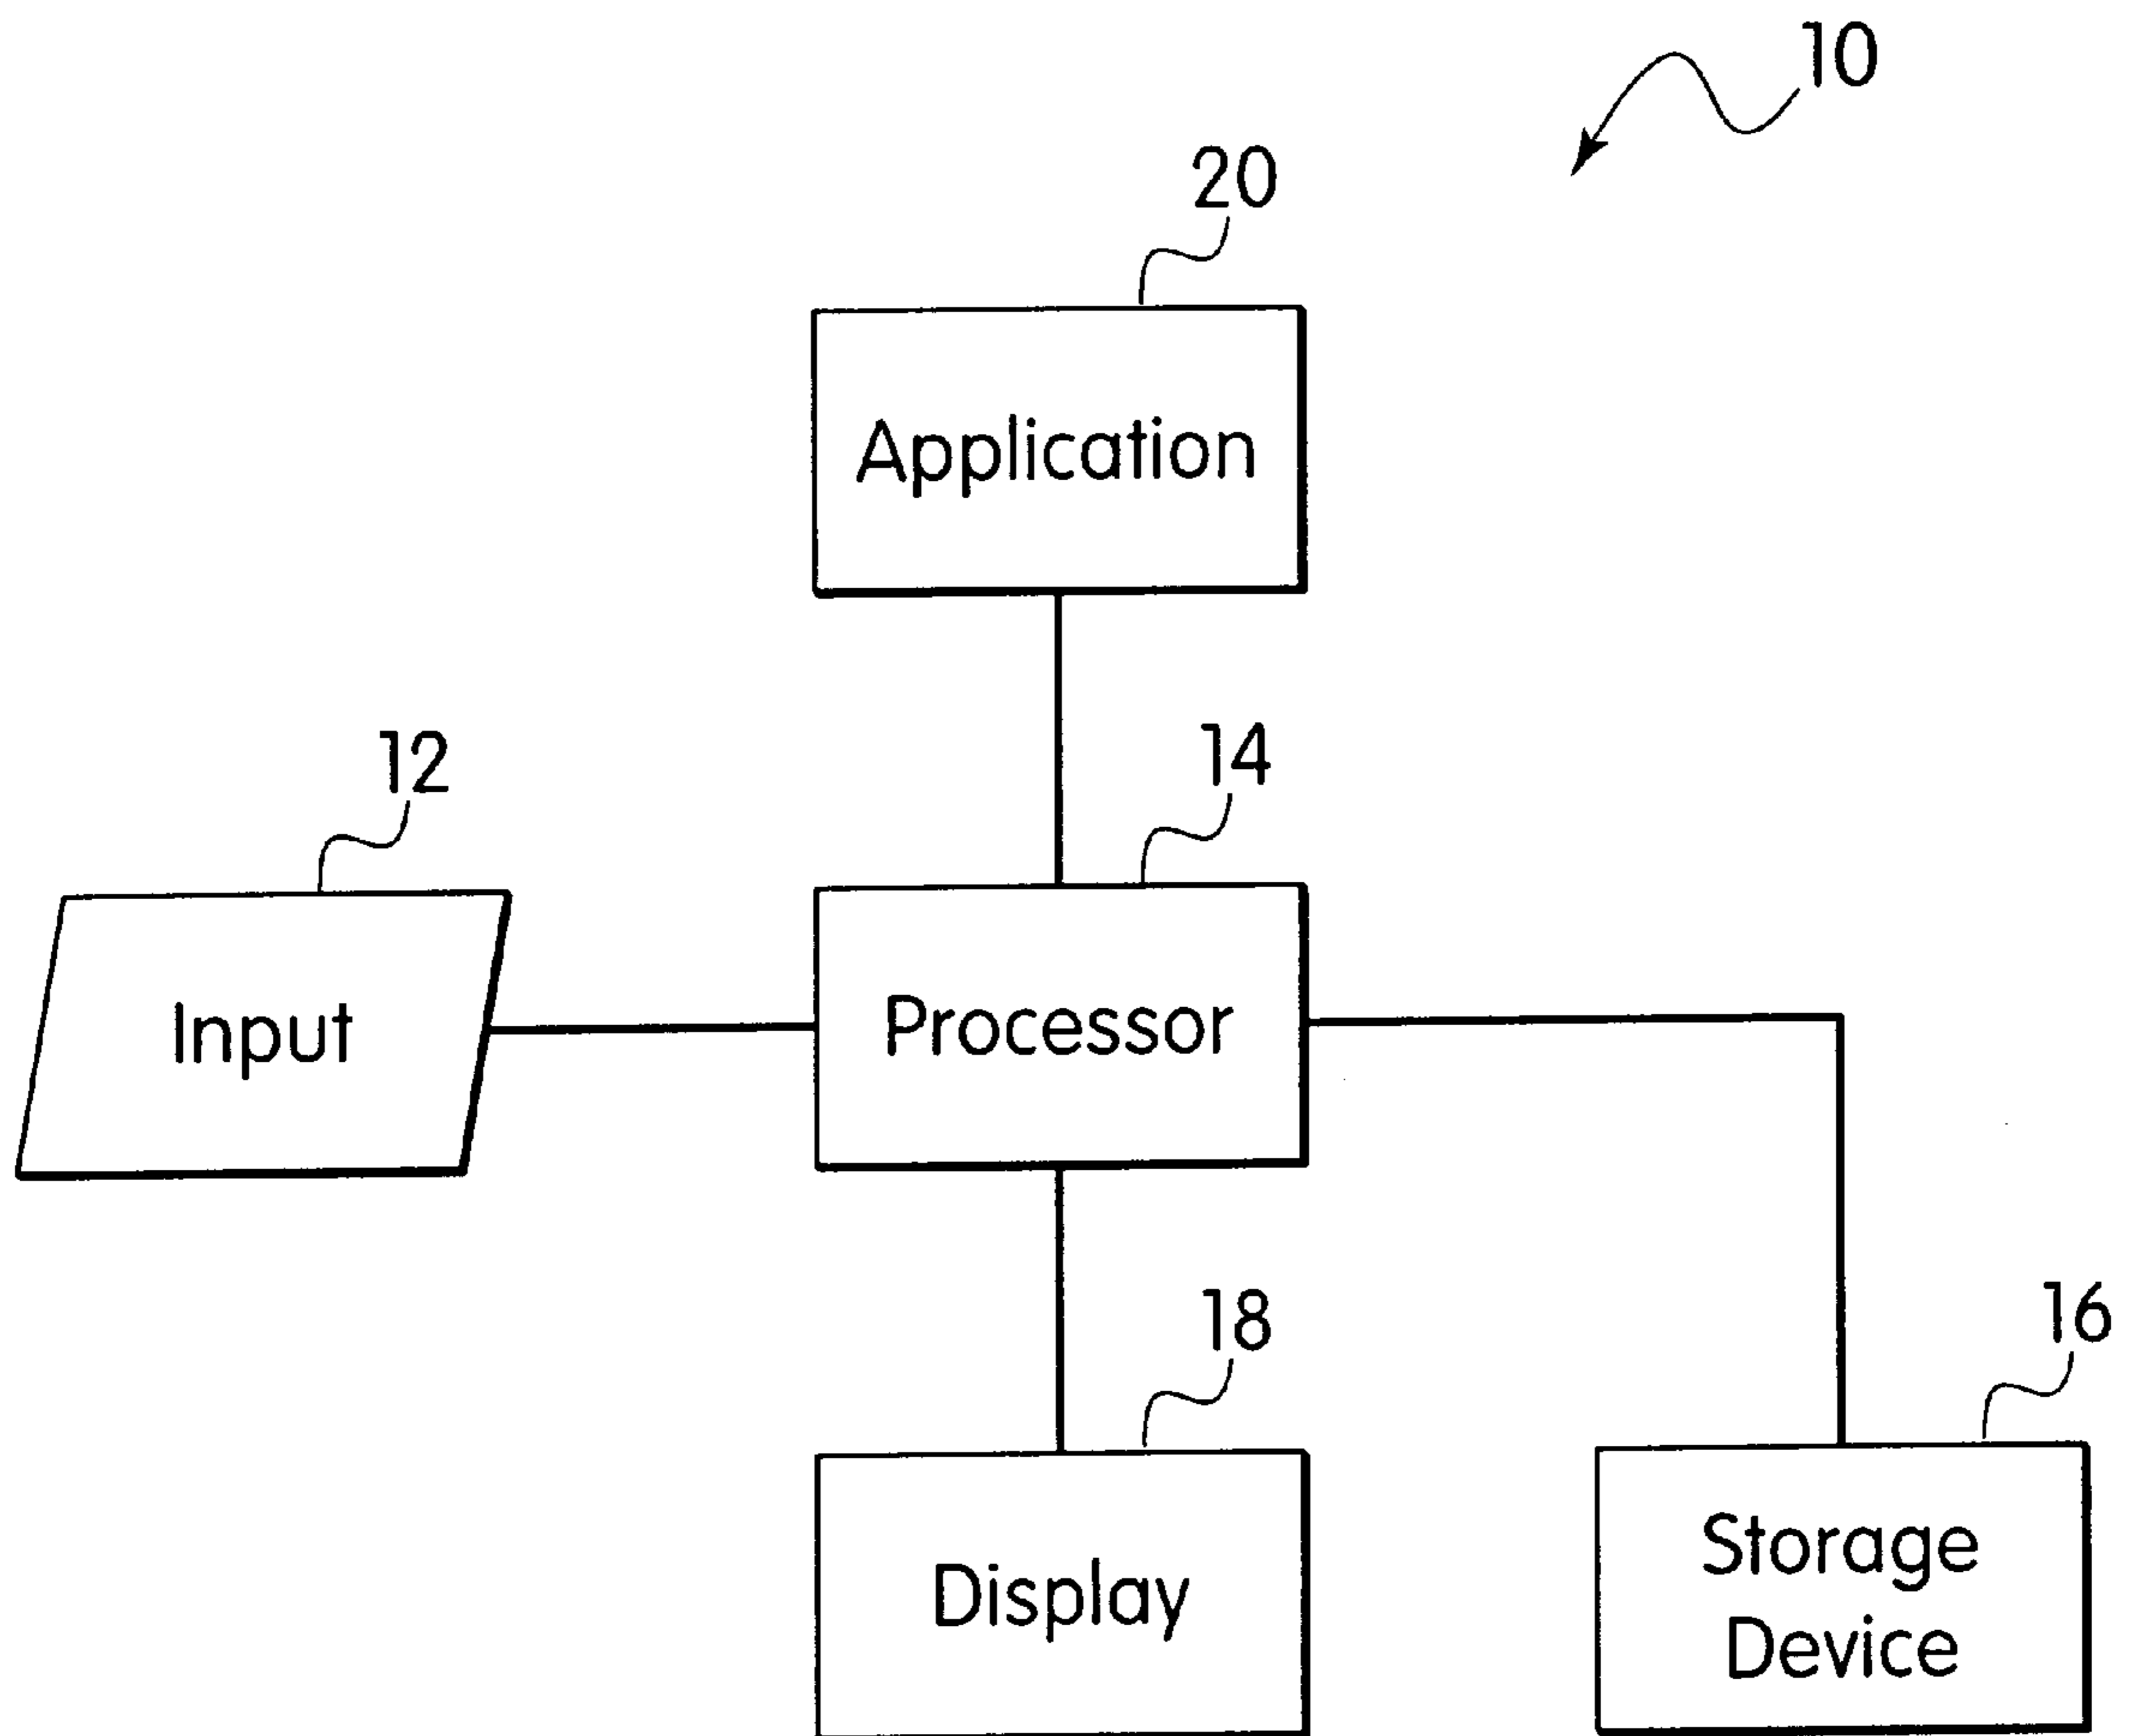 10
20
Application
12
14
Input
Processor
18
16
Display
Storage
Device